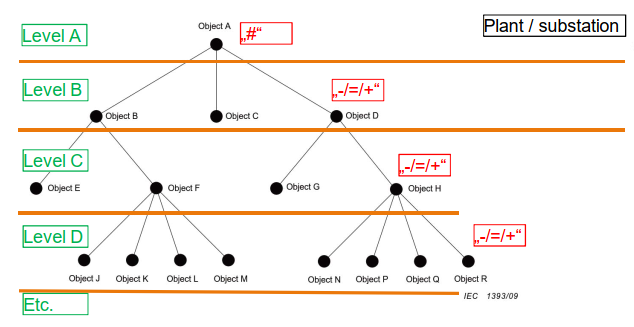 Object A
„#“
Plant / substation
Level A
Level B
„-/=/+“
Object B
Object C
Object D
Level C
„-/=/+“
Object E
Object F
Object G
Object H
Level D
„-/=/+“
Object J
Object K
Object L
Object M
Object N
Object P
Object Q
Object R
Etc.
IEC 1393/09